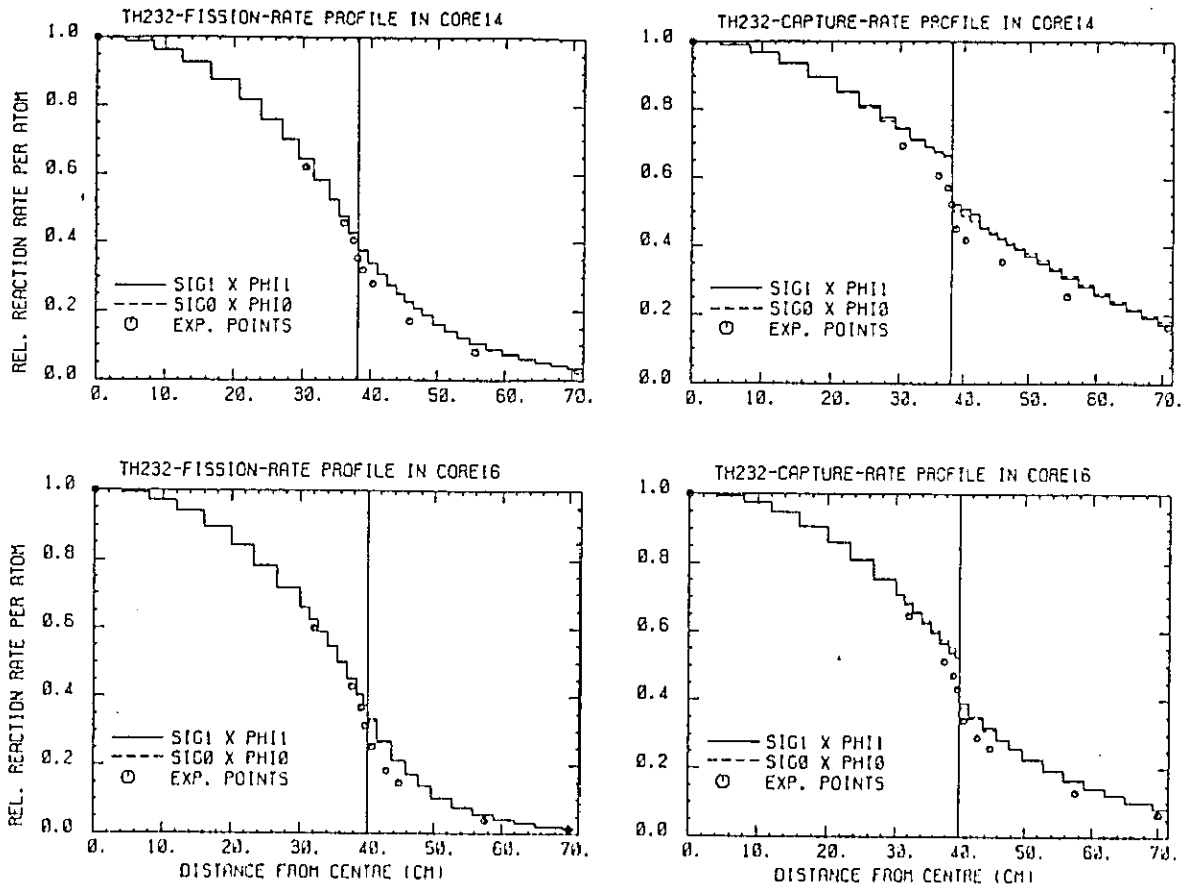 TH232-FISSION-RATE PROFILE IN CORE14
REL. REACTION RATE PER ATOM
1.0
0.8
0.6
0.4
0.2
0.0
SIG1 X PHI1
SIG0 X PHI0
EXP. POINTS
0. 10. 20. 30. 40. 50. 60. 70.
TH232-CAPTURE-RATE PROFILE IN CORE14
1.0
0.8
0.6
0.4
0.2
0.0
SIG1 X PHI1
SIG0 X PHI0
EXP. POINTS
0. 10. 20. 30. 40. 50. 60. 70.
TH232-FISSION-RATE PROFILE IN CORE16
REL. REACTION RATE PER ATOM
1.0
0.8
0.6
0.4
0.2
0.0
SIG1 X PHI1
SIG0 X PHI0
EXP. POINTS
0. 10. 20. 30. 40. 50. 60. 70.
DISTANCE FROM CENTRE (CM)
TH232-CAPTURE-RATE PROFILE IN CORE16
1.0
0.8
0.6
0.4
0.2
0.0
SIG1 X PHI1
SIG0 X PHI0
EXP. POINTS
0. 10. 20. 30. 40. 50. 60. 70.
DISTANCE FROM CENTRE (CM)